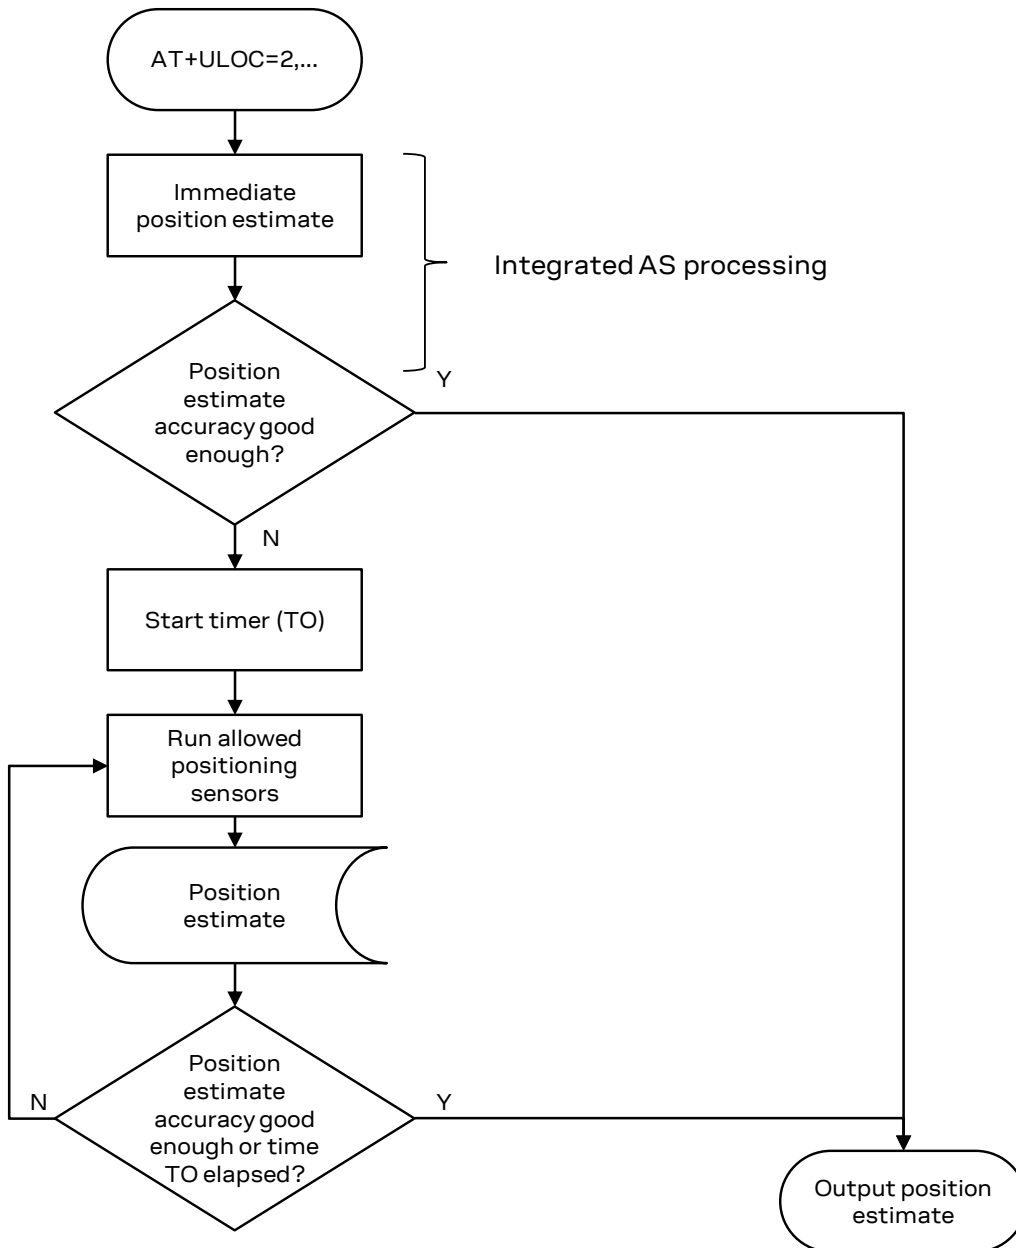 AT+ULOC=2,...
Immediate
position estimate
Integrated AS processing
Position
estimate
accuracy good
enough?
Y
N
Start timer (TO)
Run allowed
positioning
sensors
Position
estimate
Position
estimate
accuracy good
enough or time
TO elapsed?
N
Y
Output position
estimate